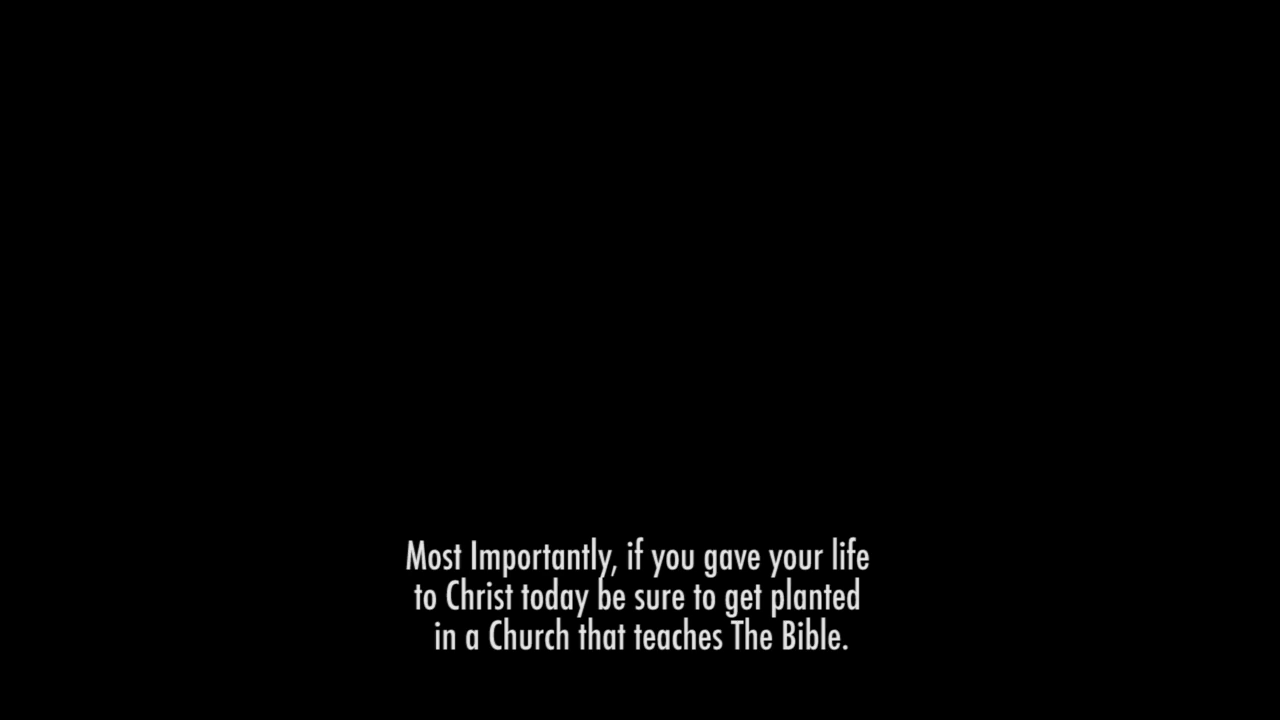 Most Importantly, if you gave your life
to Christ today be sure to get planted
in a Church that teaches The Bible.